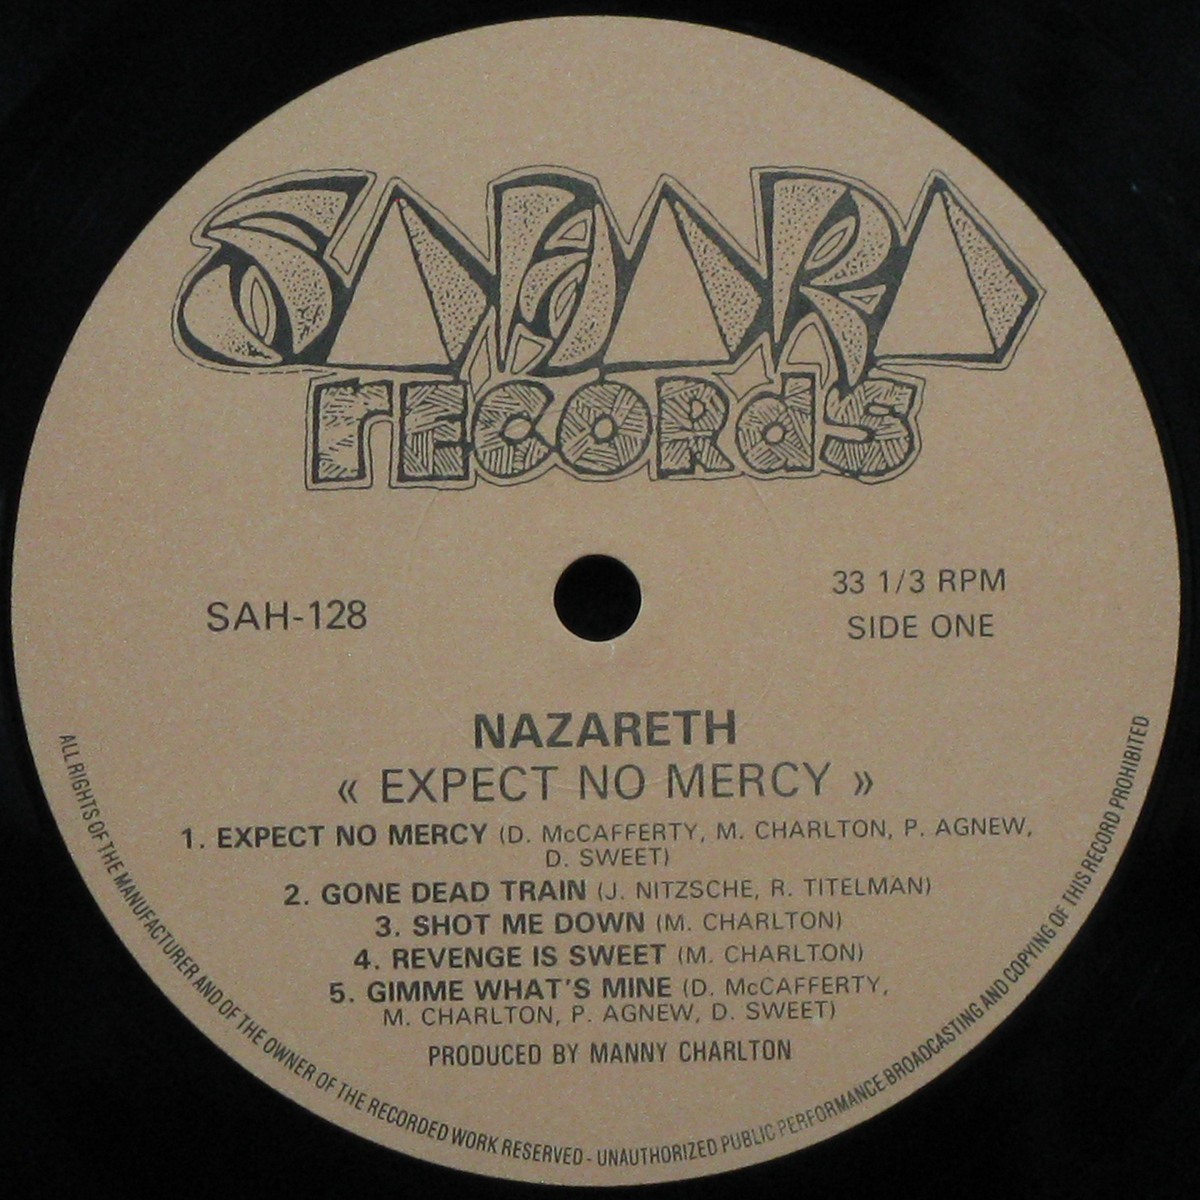 SAHARA
records
SAH-128
33 1/3 RPM
SIDE ONE
NAZARETH
« EXPECT NO MERCY »
1. EXPECT NO MERCY (D. McCAFFERTY, M. CHARLTON, P. AGNEW,
D. SWEET)
2. GONE DEAD TRAIN (J. NITZSCHE, R. TITELMAN)
3. SHOT ME DOWN (M. CHARLTON)
4. REVENGE IS SWEET (M. CHARLTON)
5. GIMME WHAT'S MINE (D. McCAFFERTY,
M. CHARLTON, P. AGNEW, D. SWEET)
PRODUCED BY MANNY CHARLTON
ALL RIGHTS OF THE MANUFACTURER AND OF THE OWNER OF THE RECORDED WORK RESERVED - UNAUTHORIZED PUBLIC PERFORMANCE BROADCASTING AND COPYING OF THIS RECORD PROHIBITED